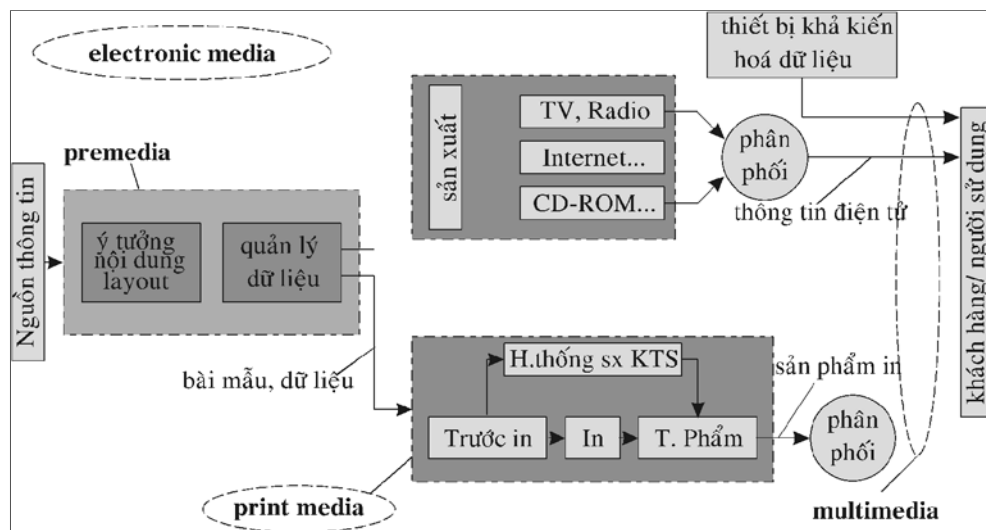 electronic media
thiết bị khả kiến
hoá dữ liệu
premedia
Nguồn thông tin
ý tưởng
nội dung
layout
quản lý
dữ liệu
bài mẫu, dữ liệu
sản xuất
TV, Radio
Internet...
CD-ROM...
phân
phối
thông tin điện tử
khách hàng/ người sử dung
H.thống sx KTS
Trước in
In
T. Phẩm
sản phẩm in
phân
phối
print media
multimedia